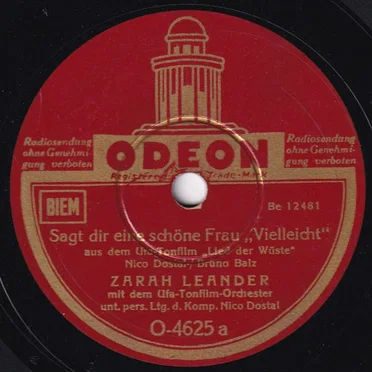 Radiosendung
ohne Genehmi-
gung verboten
Radiosendung
ohne Genehmi-
gung verboten
ODEON
Registered Trade-Mark
BIEM
Be 12481
Sagt dir eine schöne Frau „Vielleicht"
aus dem Ufa-Tonfilm „Lied der Wüste"
Nico Dostal / Bruno Balz
ZARAH LEANDER
mit dem Ufa-Tonfilm-Orchester
unt. pers. Ltg. d. Komp. Nico Dostal
O-4625a